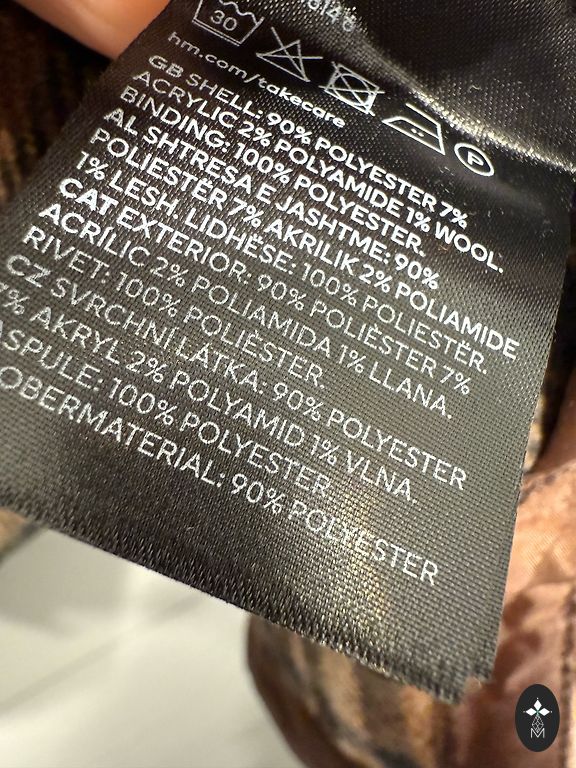 30
hm.com/takecare
GB SHELL: 90% POLYESTER 7%
ACRYLIC 2% POLYAMIDE 1% WOOL.
BINDING: 100% POLYESTER.
AL SHTRESA E JASHTME: 90%
POLIESTËR 7% AKRILIK 2% POLIAMIDE
1% LESH. LIDHËSE: 100% POLIESTËR.
CAT EXTERIOR: 90% POLIÈSTER 7%
ACRÍLIC 2% POLIAMIDA 1% LLANA.
RIVET: 100% POLIÈSTER.
CZ SVRCHNÍ LÁTKA: 90% POLYESTER
7% AKRYL 2% POLYAMID 1% VLNA.
ASPULE: 100% POLYESTER.
OBERMATERIAL: 90% POLYESTER
P
M